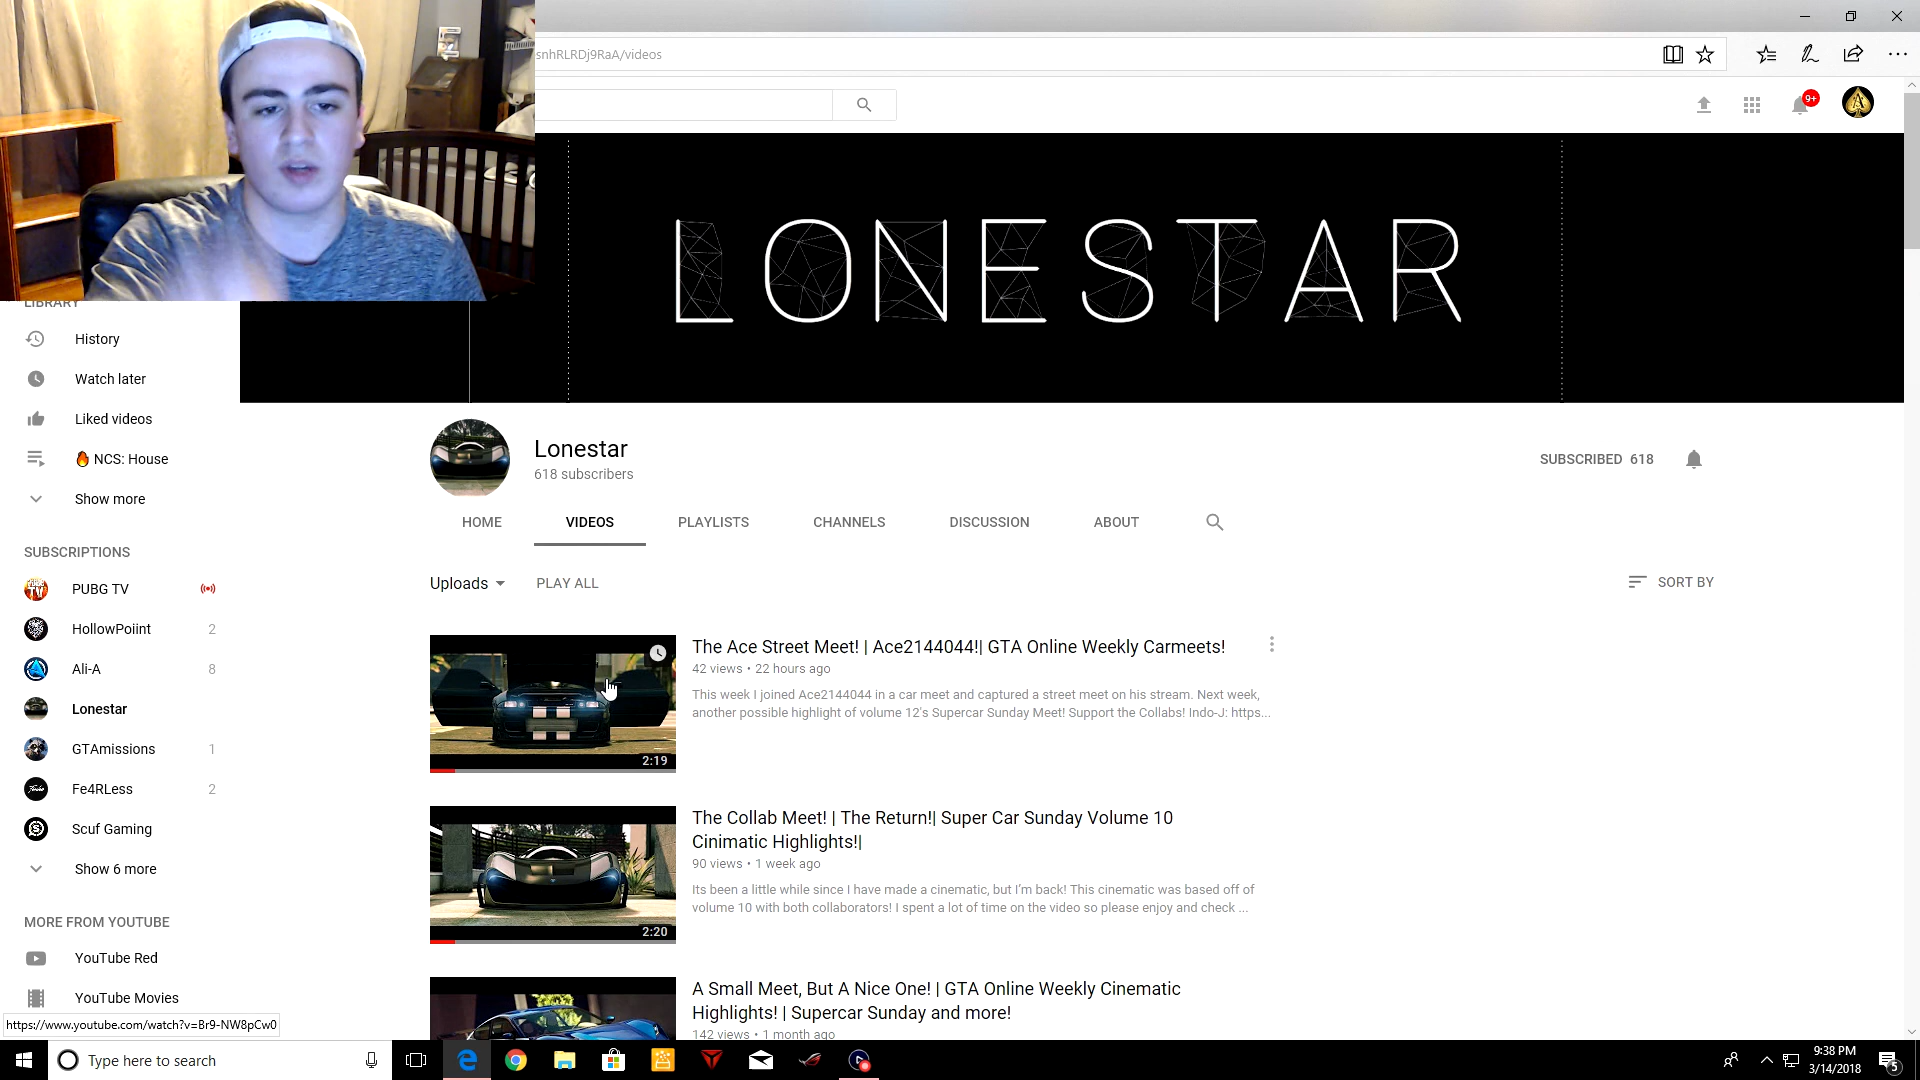 snhRLRDj9RaA/videos
9+
LONESTAR
LIBRARY
History
Watch later
Liked videos
🔥 NCS: House
Show more
SUBSCRIPTIONS
PUBG TV
HollowPoiint 2
Ali-A 8
Lonestar
GTAmissions 1
Fe4RLess 2
Scuf Gaming
Show 6 more
MORE FROM YOUTUBE
YouTube Red
YouTube Movies
https://www.youtube.com/watch?v=Br9-NW8pCw0
Lonestar
618 subscribers
SUBSCRIBED 618
HOME VIDEOS PLAYLISTS CHANNELS DISCUSSION ABOUT
Uploads PLAY ALL SORT BY
2:19
The Ace Street Meet! | Ace2144044!| GTA Online Weekly Carmeets!
42 views • 22 hours ago
This week I joined Ace2144044 in a car meet and captured a street meet on his stream. Next week,
another possible highlight of volume 12's Supercar Sunday Meet! Support the Collabs! Indo-J: https...
2:20
The Collab Meet! | The Return!| Super Car Sunday Volume 10
Cinimatic Highlights!|
90 views • 1 week ago
Its been a little while since I have made a cinematic, but I'm back! This cinematic was based off of
volume 10 with both collaborators! I spent a lot of time on the video so please enjoy and check ...
A Small Meet, But A Nice One! | GTA Online Weekly Cinematic
Highlights! | Supercar Sunday and more!
142 views • 1 month ago
Type here to search
9:38 PM
3/14/2018
5